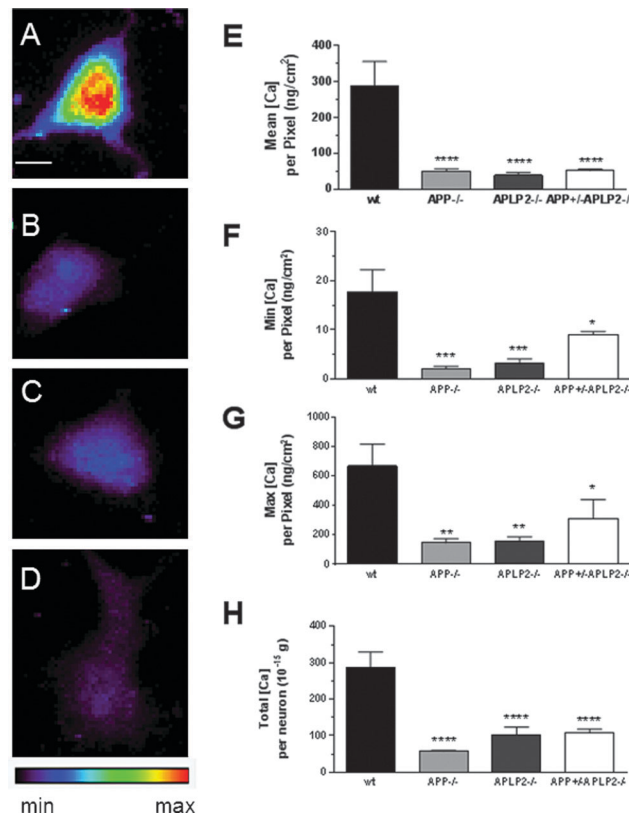 A
B
C
D
min max
E
Mean [Ca]
per Pixel (ng/cm²)
400
300
200
100
50
0
****
****
****
wt APP-/- APLP2-/- APP+/-APLP2-/-
F
Min [Ca]
per Pixel (ng/cm²)
30
20
10
0
***
***
*
wt APP-/- APLP2-/- APP+/-APLP2-/-
G
Max [Ca]
per Pixel (ng/cm²)
1000
800
600
400
200
0
**
**
*
wt APP-/- APLP2-/- APP+/-APLP2-/-
H
Total [Ca]
per neuron (10⁻¹⁵ g)
400
300
200
100
0
****
****
****
wt APP-/- APLP2-/- APP+/-APLP2-/-